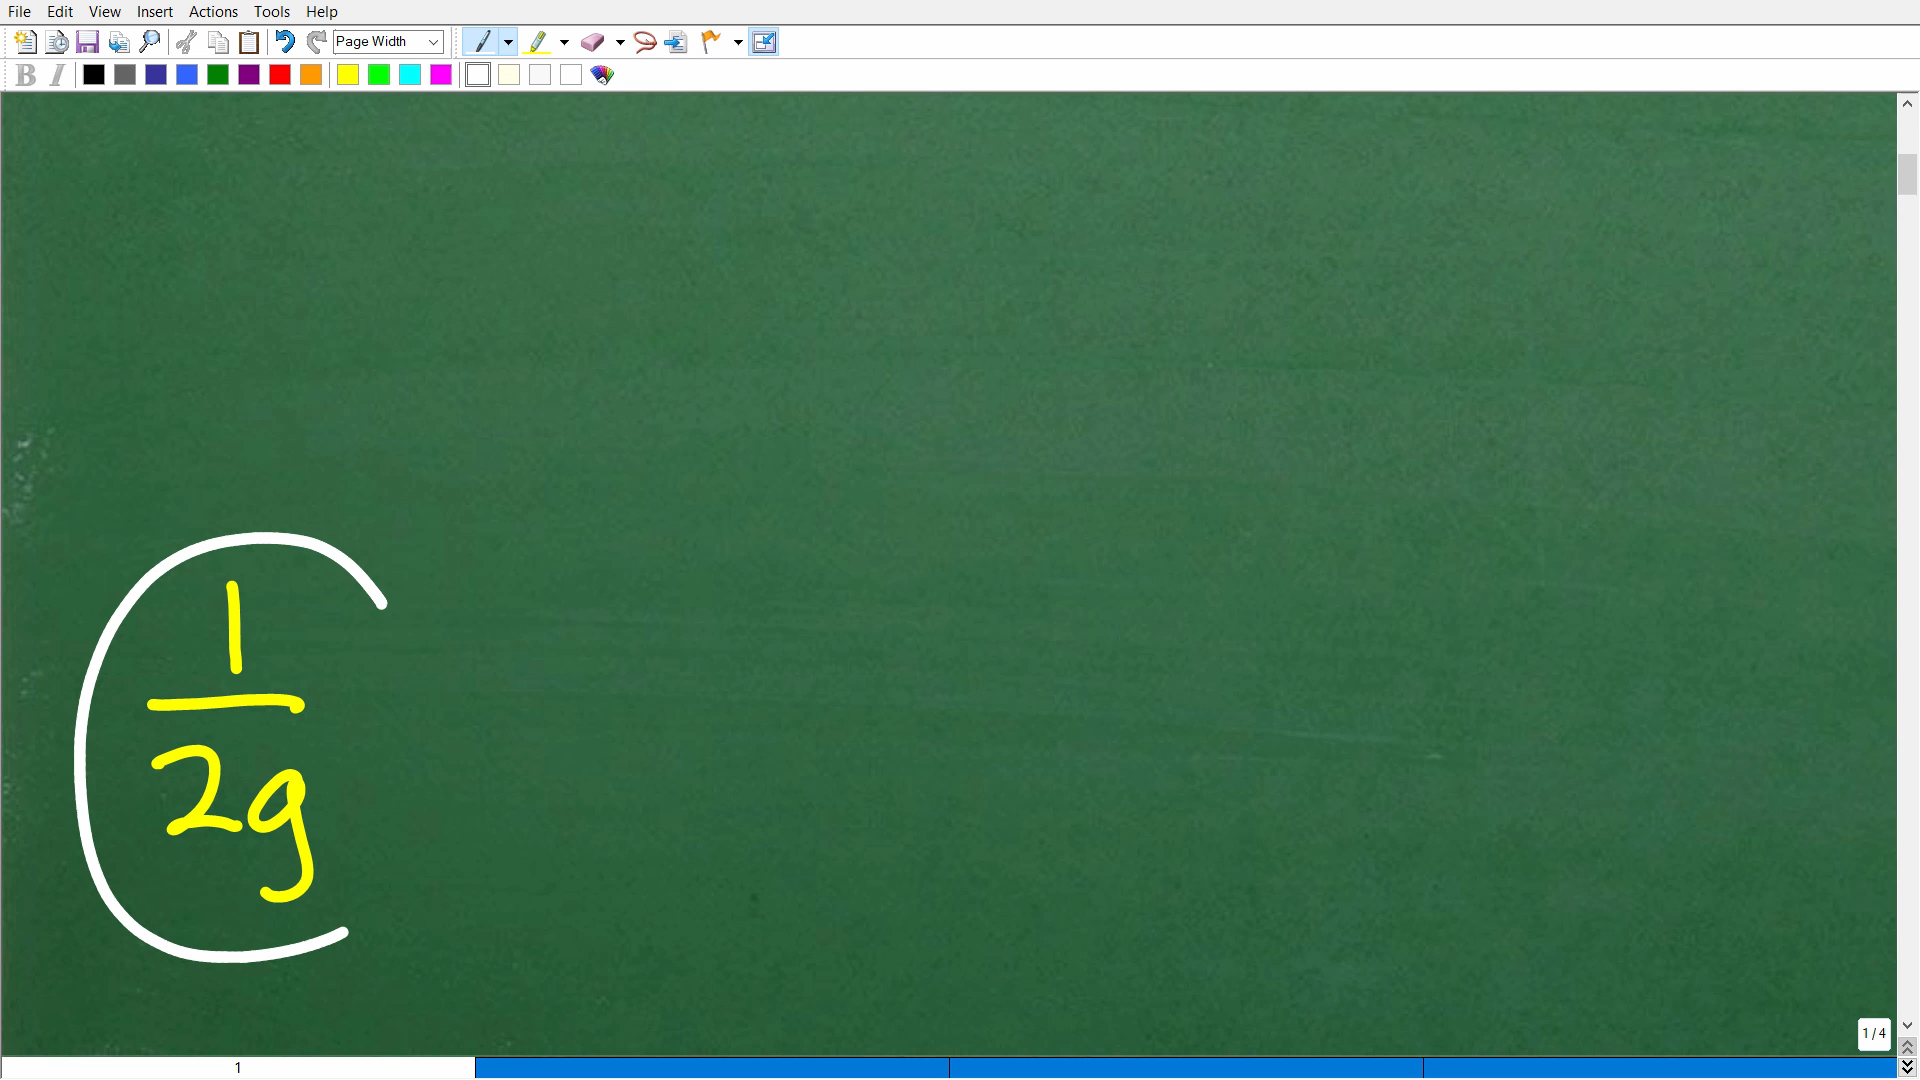 File Edit View Insert Actions Tools Help
Page Width
B I
1
2g
1/4
1